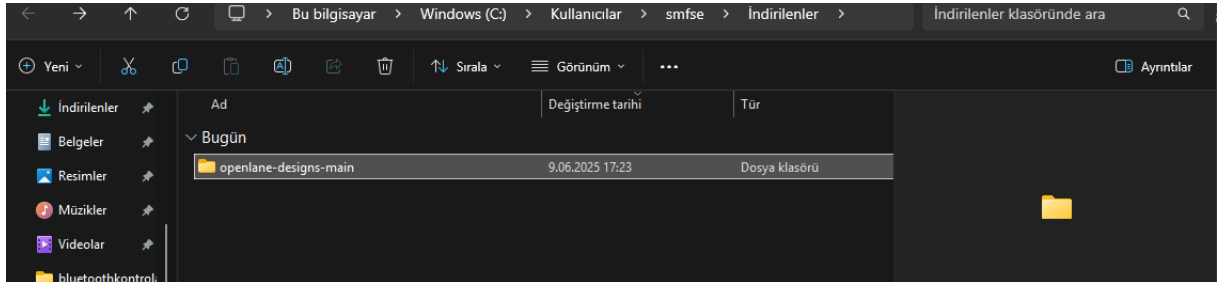 Bu bilgisayar > Windows (C:) > Kullanıcılar > smfse > İndirilenler > İndirilenler klasöründe ara
Yeni Sırala Görünüm ... Ayrıntılar
İndirilenler Ad Değiştirme tarihi Tür
Belgeler Bugün
Resimler openlane-designs-main 9.06.2025 17:23 Dosya klasörü
Müzikler
Videolar
bluetoothkontrol